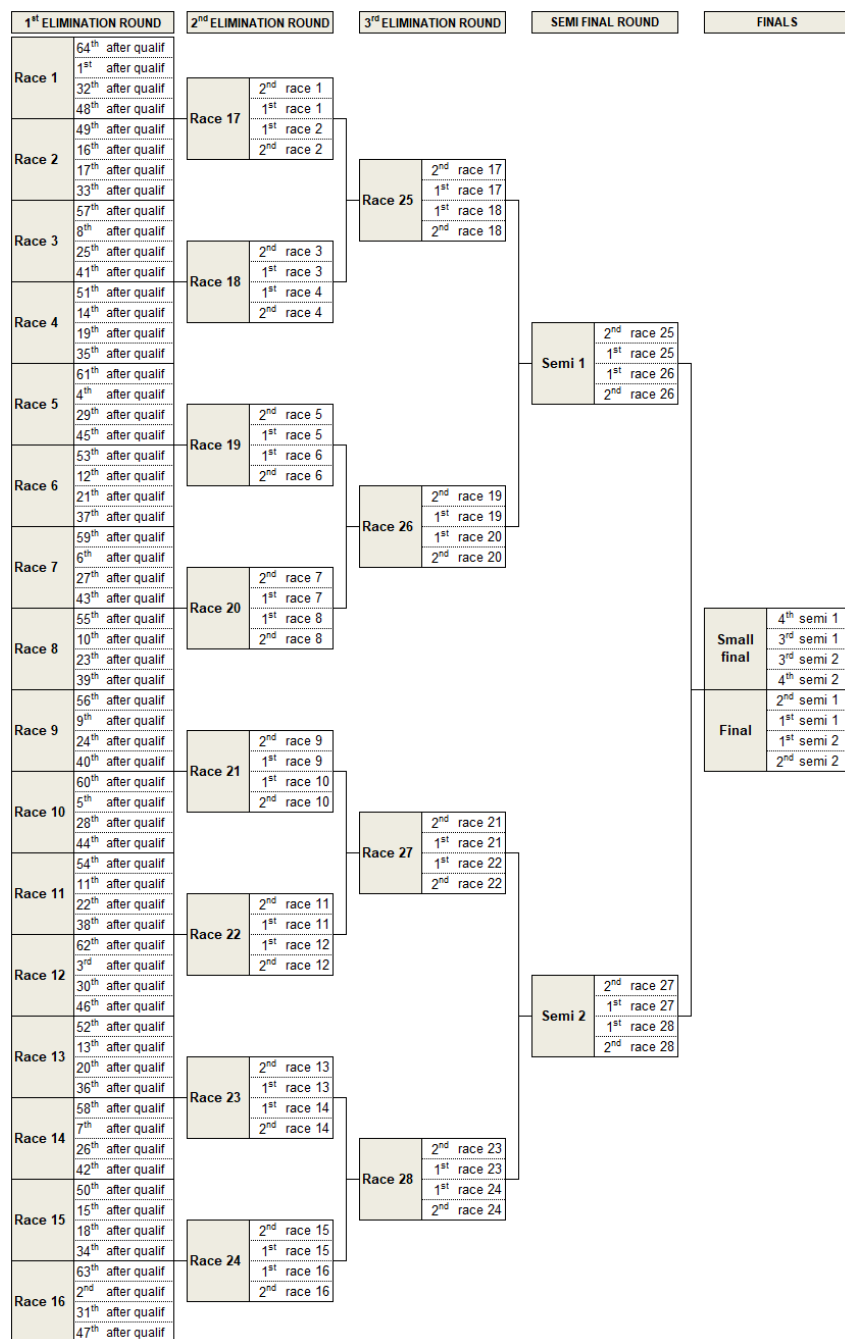 1st ELIMINATION ROUND
2nd ELIMINATION ROUND
3rd ELIMINATION ROUND
SEMI FINAL ROUND
FINALS
Race 1
64th after qualif
1st after qualif
32th after qualif
48th after qualif
Race 2
49th after qualif
16th after qualif
17th after qualif
33th after qualif
Race 3
57th after qualif
8th after qualif
25th after qualif
41th after qualif
Race 4
51th after qualif
14th after qualif
19th after qualif
35th after qualif
Race 5
61th after qualif
4th after qualif
29th after qualif
45th after qualif
Race 6
53th after qualif
12th after qualif
21th after qualif
37th after qualif
Race 7
59th after qualif
6th after qualif
27th after qualif
43th after qualif
Race 8
55th after qualif
10th after qualif
23th after qualif
39th after qualif
Race 9
56th after qualif
9th after qualif
24th after qualif
40th after qualif
Race 10
60th after qualif
5th after qualif
28th after qualif
44th after qualif
Race 11
54th after qualif
11th after qualif
22th after qualif
38th after qualif
Race 12
62th after qualif
3rd after qualif
30th after qualif
46th after qualif
Race 13
52th after qualif
13th after qualif
20th after qualif
36th after qualif
Race 14
58th after qualif
7th after qualif
26th after qualif
42th after qualif
Race 15
50th after qualif
15th after qualif
18th after qualif
34th after qualif
Race 16
63th after qualif
2nd after qualif
31th after qualif
47th after qualif
Race 17
2nd race 1
1st race 1
1st race 2
2nd race 2
Race 18
2nd race 3
1st race 3
1st race 4
2nd race 4
Race 19
2nd race 5
1st race 5
1st race 6
2nd race 6
Race 20
2nd race 7
1st race 7
1st race 8
2nd race 8
Race 21
2nd race 9
1st race 9
1st race 10
2nd race 10
Race 22
2nd race 11
1st race 11
1st race 12
2nd race 12
Race 23
2nd race 13
1st race 13
1st race 14
2nd race 14
Race 24
2nd race 15
1st race 15
1st race 16
2nd race 16
Race 25
2nd race 17
1st race 17
1st race 18
2nd race 18
Race 26
2nd race 19
1st race 19
1st race 20
2nd race 20
Race 27
2nd race 21
1st race 21
1st race 22
2nd race 22
Race 28
2nd race 23
1st race 23
1st race 24
2nd race 24
Semi 1
2nd race 25
1st race 25
1st race 26
2nd race 26
Semi 2
2nd race 27
1st race 27
1st race 28
2nd race 28
Small
final
4th semi 1
3rd semi 1
3rd semi 2
4th semi 2
Final
2nd semi 1
1st semi 1
1st semi 2
2nd semi 2